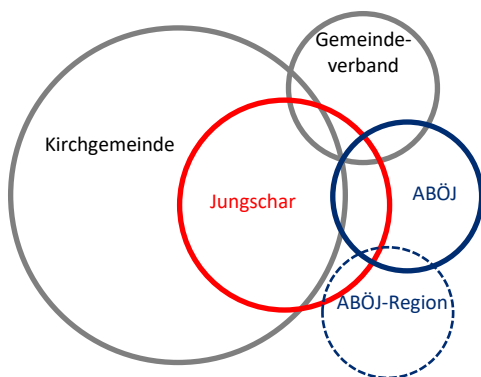 Gemeinde-
verband
Kirchgemeinde
Jungschar
ABÖJ
ABÖJ-Region